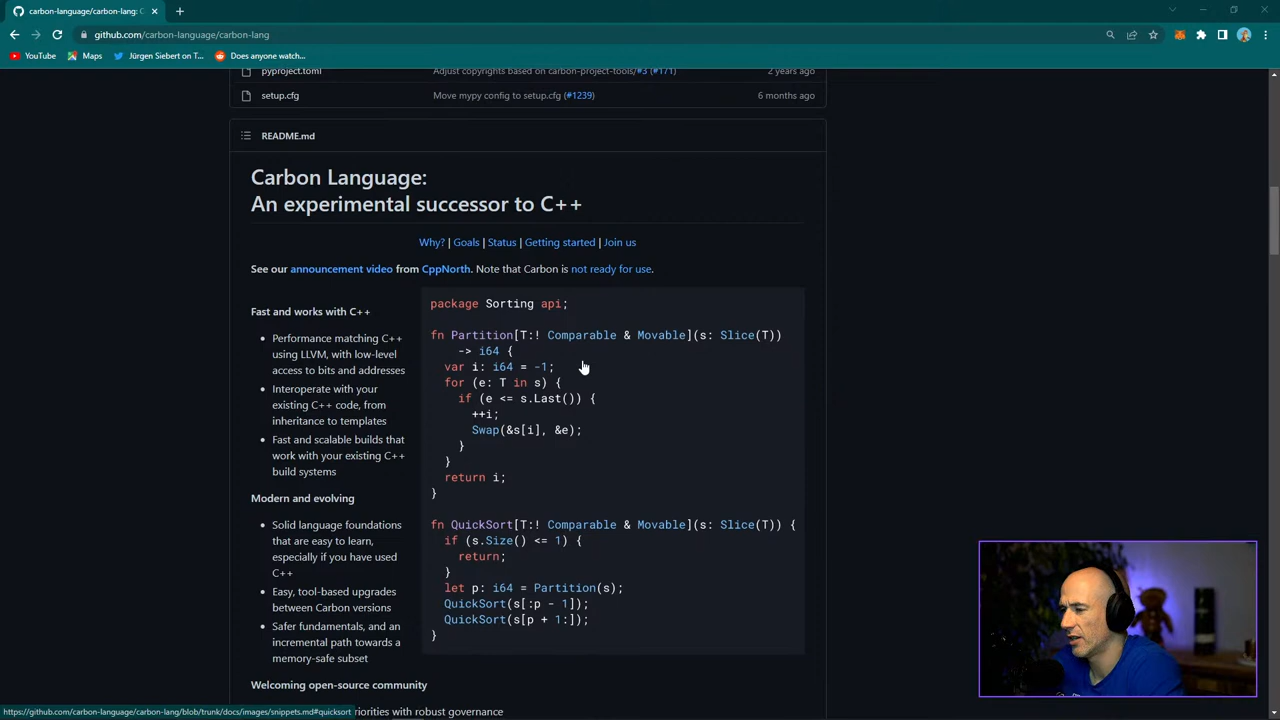 carbon-language/carbon-lang: C
github.com/carbon-language/carbon-lang
YouTube
Maps
Jürgen Siebert on T...
Does anyone watch...
pyproject.toml
Adjust copyrights based on carbon-project-tools/#3 (#171)
2 years ago
setup.cfg
Move mypy config to setup.cfg (#1239)
6 months ago
README.md
Carbon Language:
An experimental successor to C++
Why? | Goals | Status | Getting started | Join us
See our announcement video from CppNorth. Note that Carbon is not ready for use.
Fast and works with C++
Performance matching C++
using LLVM, with low-level
access to bits and addresses
Interoperate with your
existing C++ code, from
inheritance to templates
Fast and scalable builds that
work with your existing C++
build systems
Modern and evolving
Solid language foundations
that are easy to learn,
especially if you have used
C++
Easy, tool-based upgrades
between Carbon versions
Safer fundamentals, and an
incremental path towards a
memory-safe subset
Welcoming open-source community
package Sorting api;
fn Partition[T:! Comparable & Movable](s: Slice(T))
-> i64 {
var i: i64 = -1;
for (e: T in s) {
if (e <= s.Last()) {
++i;
Swap(&s[i], &e);
}
}
return i;
}
fn QuickSort[T:! Comparable & Movable](s: Slice(T)) {
if (s.Size() <= 1) {
return;
}
let p: i64 = Partition(s);
QuickSort(s[:p - 1]);
QuickSort(s[p + 1:]);
}
https://github.com/carbon-language/carbon-lang/blob/trunk/docs/images/snippets.md#quicksort
riorities with robust governance